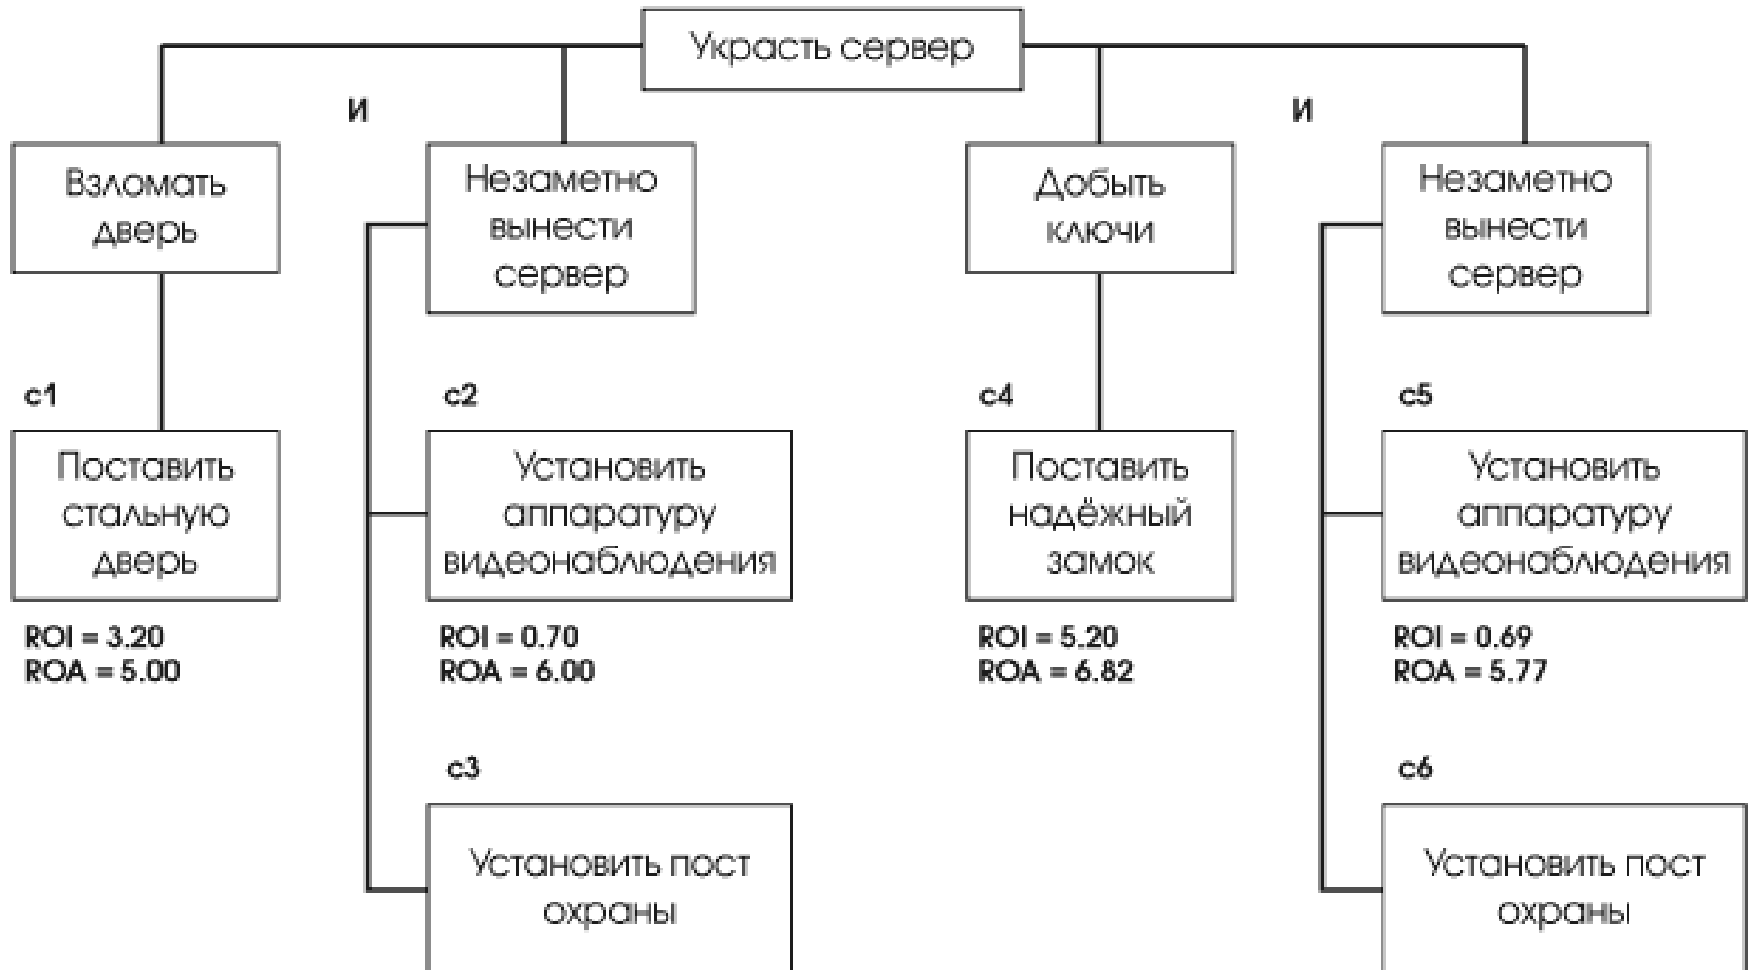 Украсть сервер
И
И
Взломать
дверь
Незаметно
вынести
сервер
Добыть
ключи
Незаметно
вынести
сервер
c1
c2
c4
c5
Поставить
стальную
дверь
Установить
аппаратуру
видеонаблюдения
Поставить
надёжный
замок
Установить
аппаратуру
видеонаблюдения
ROI = 3.20
ROA = 5.00
ROI = 0.70
ROA = 6.00
ROI = 5.20
ROA = 6.82
ROI = 0.69
ROA = 5.77
c3
c6
Установить пост
охраны
Установить пост
охраны